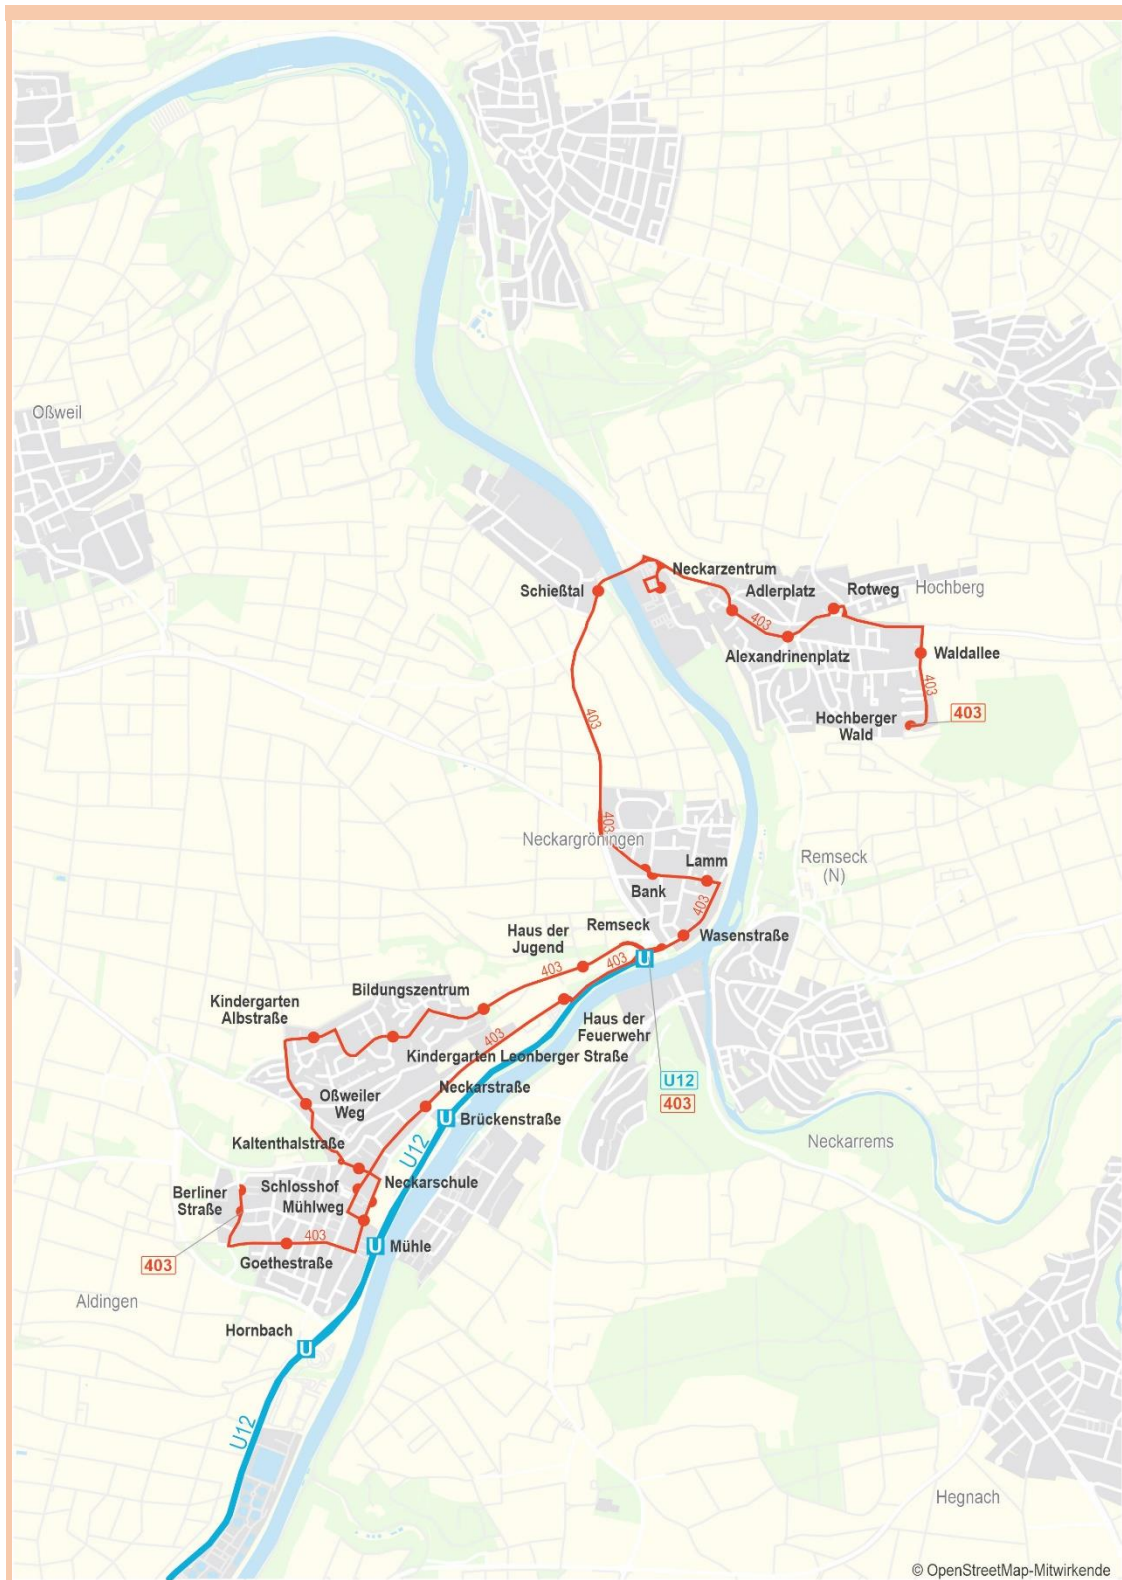 Oßweil
Neckarzentrum
Schießtal
Adlerplatz
Rotweg
Hochberg
403
Alexandrinenplatz
Waldallee
403
Hochberger
Wald
403
403
403
Neckargröningen
Lamm
Remseck
(N)
Bank
403
Remseck
Wasenstraße
Haus der
Jugend
403
403
U
Bildungszentrum
Kindergarten
Albstraße
Haus der
Feuerwehr
403
Kindergarten Leonberger Straße
U12
403
Oßweiler
Weg
Neckarstraße
U
Brückenstraße
U12
Kaltenthalstraße
Neckarrems
Schlosshof
Neckarschule
Berliner
Straße
Mühlweg
403
U
Mühle
403
Goethestraße
Aldingen
Hornbach
U
U12
Hegnach
© OpenStreetMap-Mitwirkende